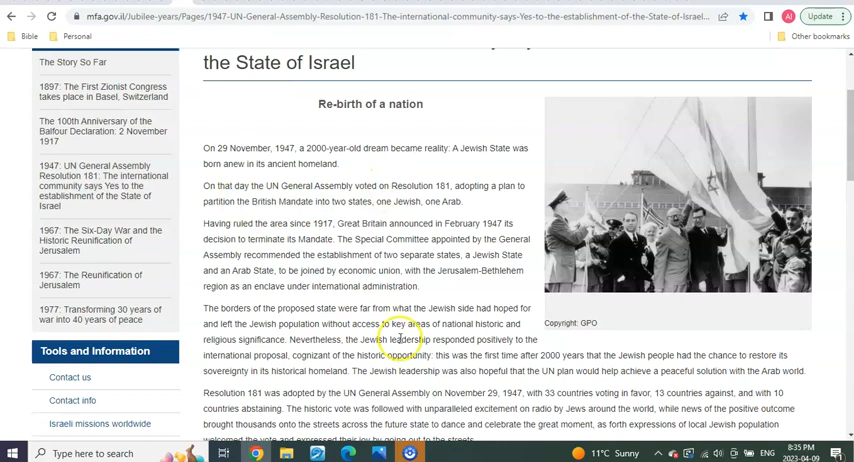 mfa.gov.il/Jubilee-years/Pages/1947-UN-General-Assembly-Resolution-181-The-international-community-says-Yes-to-the-establishment-of-the-State-of-Israel...
AI
Update
Bible
Personal
Other bookmarks
The Story So Far
1897: The First Zionist Congress
takes place in Basel, Switzerland
The 100th Anniversary of the
Balfour Declaration: 2 November
1917
1947: UN General Assembly
Resolution 181: The international
community says Yes to the
establishment of the State of
Israel
1967: The Six-Day War and the
Historic Reunification of
Jerusalem
1967: The Reunification of
Jerusalem
1977: Transforming 30 years of
war into 40 years of peace
Tools and Information
Contact us
Contact info
Israeli missions worldwide
the State of Israel
Re-birth of a nation
On 29 November, 1947, a 2000-year-old dream became reality: A Jewish State was
born anew in its ancient homeland.
On that day the UN General Assembly voted on Resolution 181, adopting a plan to
partition the British Mandate into two states, one Jewish, one Arab.
Having ruled the area since 1917, Great Britain announced in February 1947 its
decision to terminate its Mandate. The Special Committee appointed by the General
Assembly recommended the establishment of two separate states, a Jewish State
and an Arab State, to be joined by economic union, with the Jerusalem-Bethlehem
region as an enclave under international administration.
Copyright: GPO
The borders of the proposed state were far from what the Jewish side had hoped for
and left the Jewish population without access to key areas of national historic and
religious significance. Nevertheless, the Jewish leadership responded positively to the
international proposal, cognizant of the historic opportunity: this was the first time after 2000 years that the Jewish people had the chance to restore its
sovereignty in its historical homeland. The Jewish leadership was also hopeful that the UN plan would help achieve a peaceful solution with the Arab world.
Resolution 181 was adopted by the UN General Assembly on November 29, 1947, with 33 countries voting in favor, 13 countries against, and with 10
countries abstaining. The historic vote was followed with unparalleled excitement on radio by Jews around the world, while news of the positive outcome
brought thousands onto the streets across the future state to dance and celebrate the great moment, as forth expressions of local Jewish population
welcomed the vote and expressed their joy by going out to the streets.
Type here to search
11°C Sunny
ENG
8:35 PM
2023-04-09